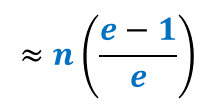 ≈ n ( (e − 1) / e )